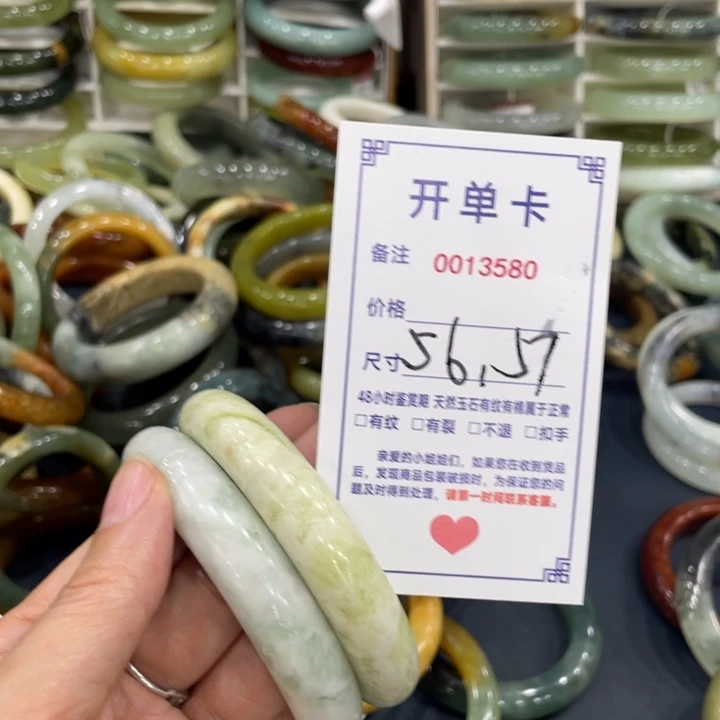 开单卡
备注 0013580
价格
尺寸 56.57
48小时鉴赏期 天然玉石有纹有棉属于正常
□有纹 □有裂 □不退 □扣手
亲爱的小姐姐们，如果您在收到货品
后，发现商品包装破损时，为保证您的问
题及时得到处理，请第一时间联系客服。